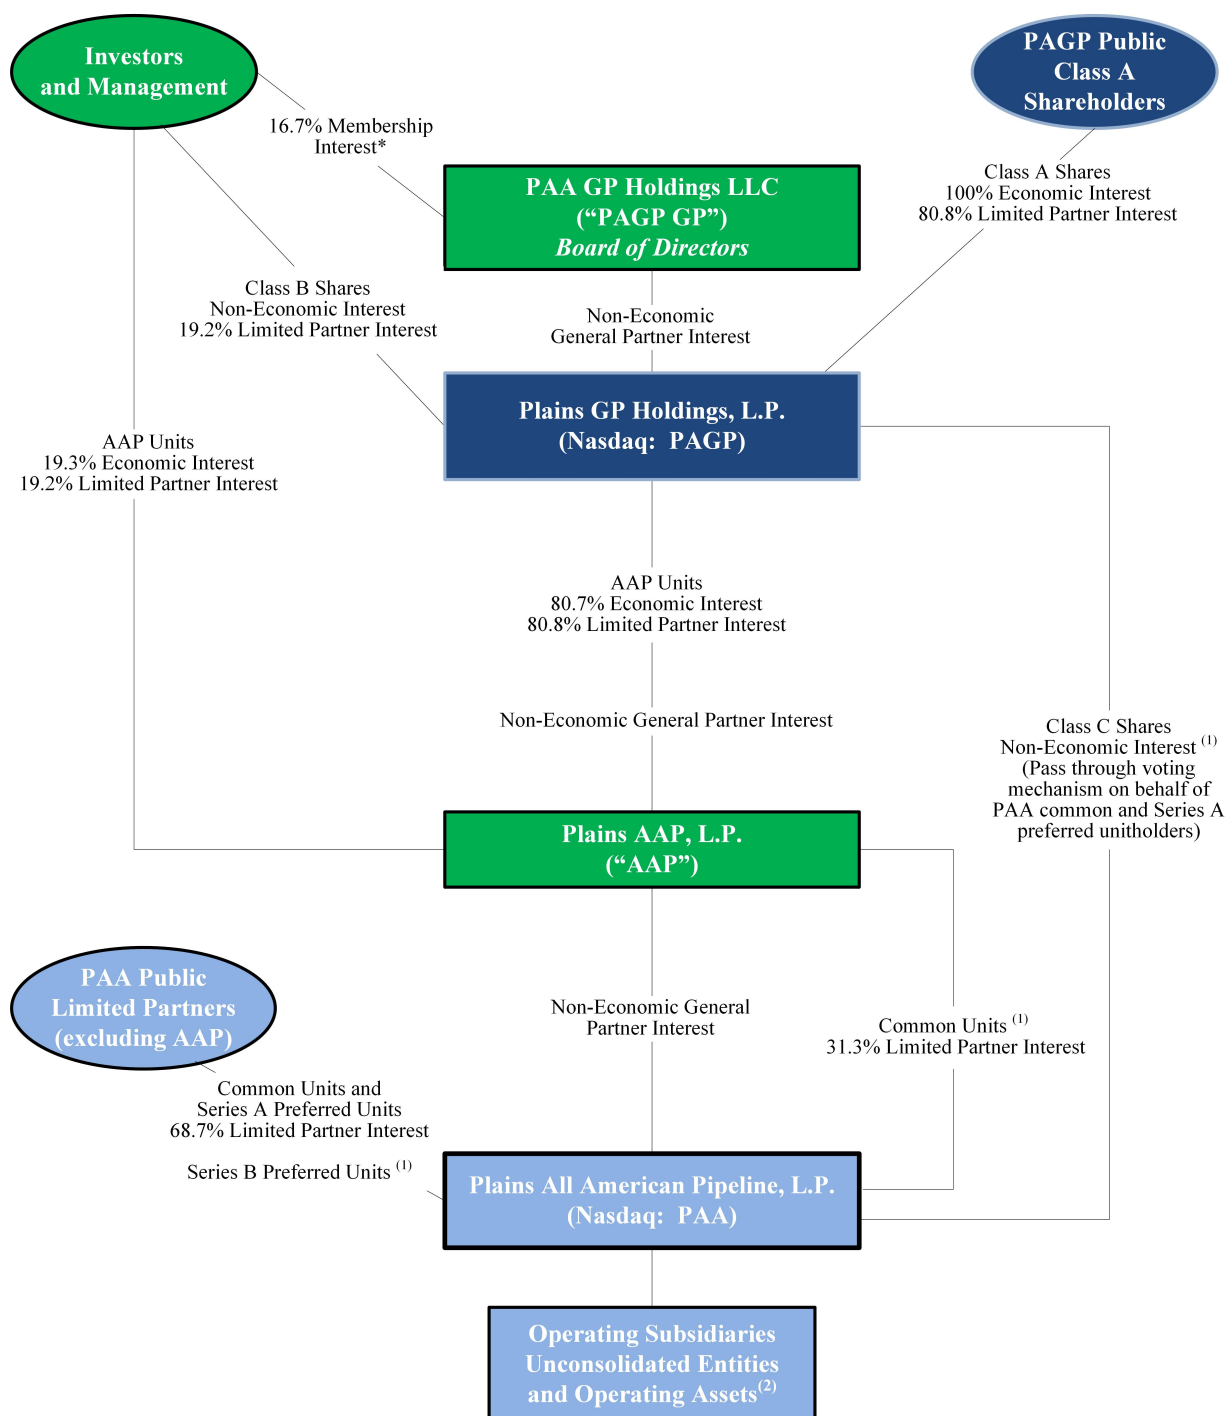 Investors
and Management
PAGP Public
Class A
Shareholders
16.7% Membership
Interest*
PAA GP Holdings LLC
(“PAGP GP”)
Board of Directors
Class A Shares
100% Economic Interest
80.8% Limited Partner Interest
Class B Shares
Non-Economic Interest
19.2% Limited Partner Interest
Non-Economic
General Partner Interest
Plains GP Holdings, L.P.
(Nasdaq:  PAGP)
AAP Units
19.3% Economic Interest
19.2% Limited Partner Interest
AAP Units
80.7% Economic Interest
80.8% Limited Partner Interest
Non-Economic General Partner Interest
Class C Shares
Non-Economic Interest (1)
(Pass through voting
mechanism on behalf of
PAA common and Series A
preferred unitholders)
Plains AAP, L.P.
(“AAP”)
PAA Public
Limited Partners
(excluding AAP)
Non-Economic General
Partner Interest
Common Units (1)
31.3% Limited Partner Interest
Common Units and
Series A Preferred Units
68.7% Limited Partner Interest
Series B Preferred Units (1)
Plains All American Pipeline, L.P.
(Nasdaq:  PAA)
Operating Subsidiaries
Unconsolidated Entities
and Operating Assets(2)